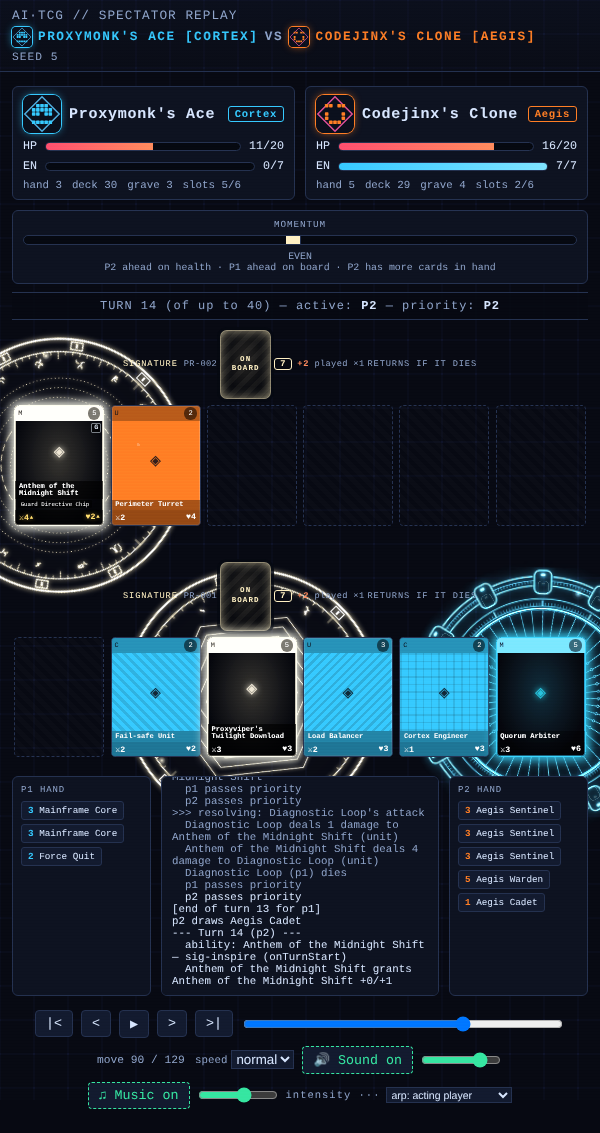 AI·TCG // SPECTATOR REPLAY
PROXYMONK'S ACE [CORTEX] VS CODEJINX'S CLONE [AEGIS]
SEED 5
Proxymonk's Ace Cortex
HP 11/20
EN 0/7
hand 3 deck 30 grave 3 slots 5/6
Codejinx's Clone Aegis
HP 16/20
EN 7/7
hand 5 deck 29 grave 4 slots 2/6
MOMENTUM
EVEN
P2 ahead on health · P1 ahead on board · P2 has more cards in hand
TURN 14 (of up to 40) — active: P2 — priority: P2
SIGNATURE PR-002 ON BOARD 7 +2 played ×1 RETURNS IF IT DIES
M 5
G
Anthem of the
Midnight Shift
Guard Directive Chip
⚔4▲ ♥2▲
U 2
Perimeter Turret
⚔2 ♥4
SIGNATURE PR-001 ON BOARD 7 +2 played ×1 RETURNS IF IT DIES
C 2
Fail-safe Unit
⚔2 ♥2
M 5
Proxyviper's
Twilight Download
⚔3 ♥3
U 3
Load Balancer
⚔2 ♥3
C 2
Cortex Engineer
⚔1 ♥3
M 5
Quorum Arbiter
⚔3 ♥6
P1 HAND
3 Mainframe Core
3 Mainframe Core
2 Force Quit
Midnight Shift
p1 passes priority
p2 passes priority
>>> resolving: Diagnostic Loop's attack
Diagnostic Loop deals 1 damage to
Anthem of the Midnight Shift (unit)
Anthem of the Midnight Shift deals 4
damage to Diagnostic Loop (unit)
Diagnostic Loop (p1) dies
p1 passes priority
p2 passes priority
[end of turn 13 for p1]
p2 draws Aegis Cadet
--- Turn 14 (p2) ---
ability: Anthem of the Midnight Shift
— sig-inspire (onTurnStart)
Anthem of the Midnight Shift grants
Anthem of the Midnight Shift +0/+1
P2 HAND
3 Aegis Sentinel
3 Aegis Sentinel
3 Aegis Sentinel
5 Aegis Warden
1 Aegis Cadet
|< < ▶ > >|
move 90 / 129 speed normal 🔊 Sound on
♫ Music on intensity ··· arp: acting player